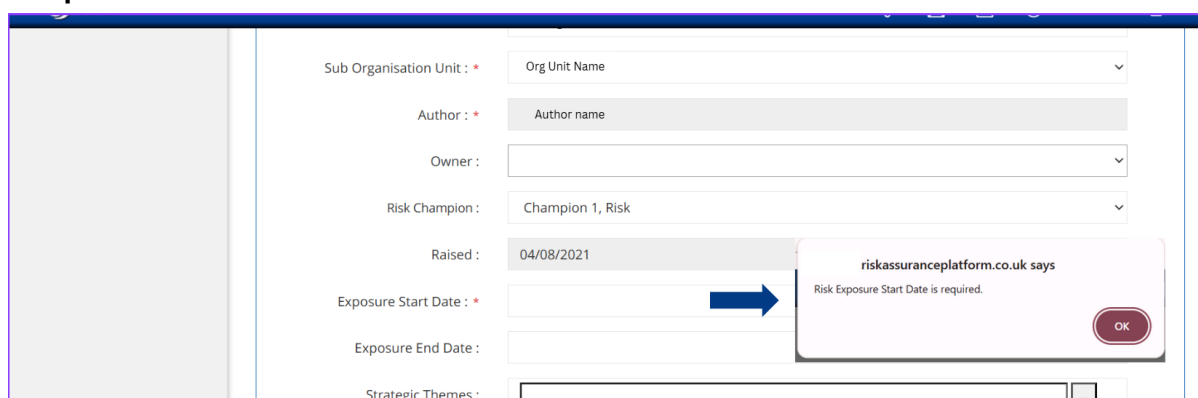 Sub Organisation Unit : * Org Unit Name
Author : * Author name
Owner :
Risk Champion : Champion 1, Risk
Raised : 04/08/2021
Exposure Start Date : *
Exposure End Date :
Strategic Themes :
riskassuranceplatform.co.uk says
Risk Exposure Start Date is required.
OK